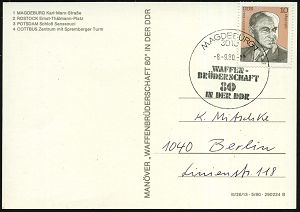 1 MAGDEBURG Karl-Marx-Straße
2 ROSTOCK Ernst-Thälmann-Platz
3 POTSDAM Schloß Sanssouci
4 COTTBUS Zentrum mit Spremberger Turm
MANÖVER „WAFFENBRÜDERSCHAFT 80" IN DER DDR
MAGDEBURG
3010
-8.-9.80.--
WAFFEN-
BRÜDERSCHAFT
80
IN DER DDR
DDR
10
K. Mitschke
1040 Berlin
Linienstr. 118